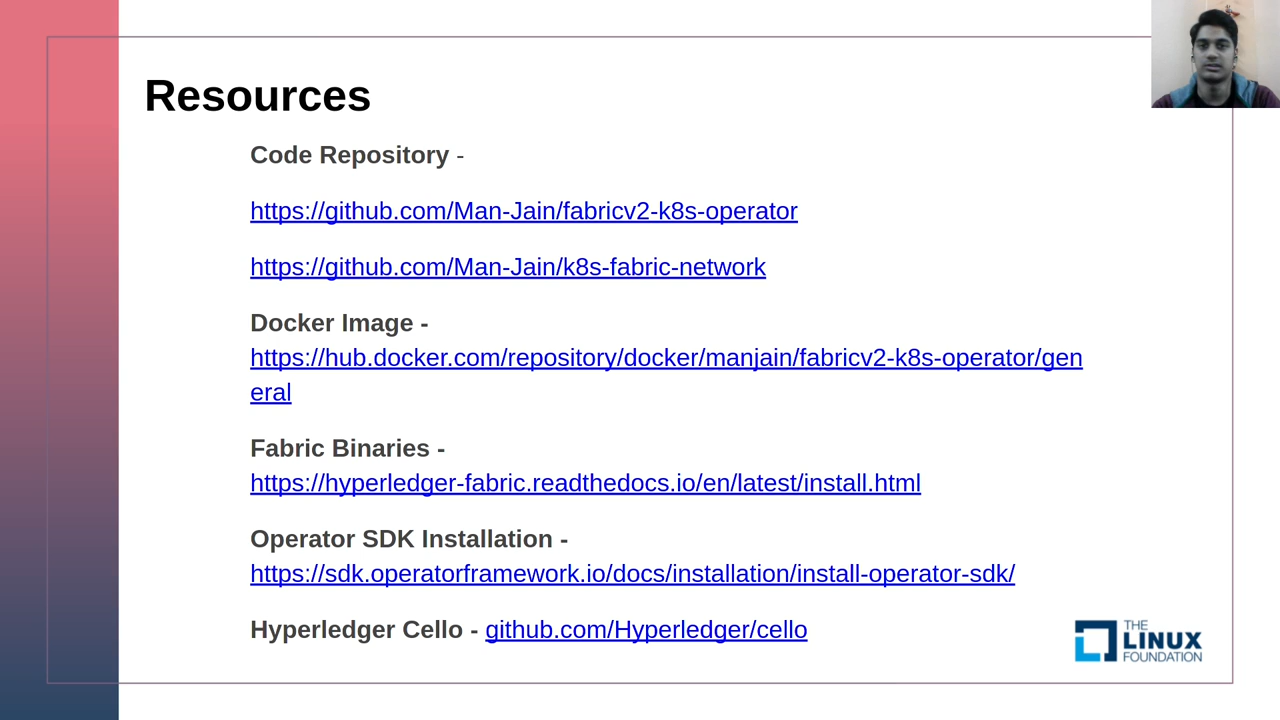 Resources
Code Repository -
https://github.com/Man-Jain/fabricv2-k8s-operator
https://github.com/Man-Jain/k8s-fabric-network
Docker Image -
https://hub.docker.com/repository/docker/manjain/fabricv2-k8s-operator/gen
eral
Fabric Binaries -
https://hyperledger-fabric.readthedocs.io/en/latest/install.html
Operator SDK Installation -
https://sdk.operatorframework.io/docs/installation/install-operator-sdk/
Hyperledger Cello - github.com/Hyperledger/cello
THE
LINUX
FOUNDATION